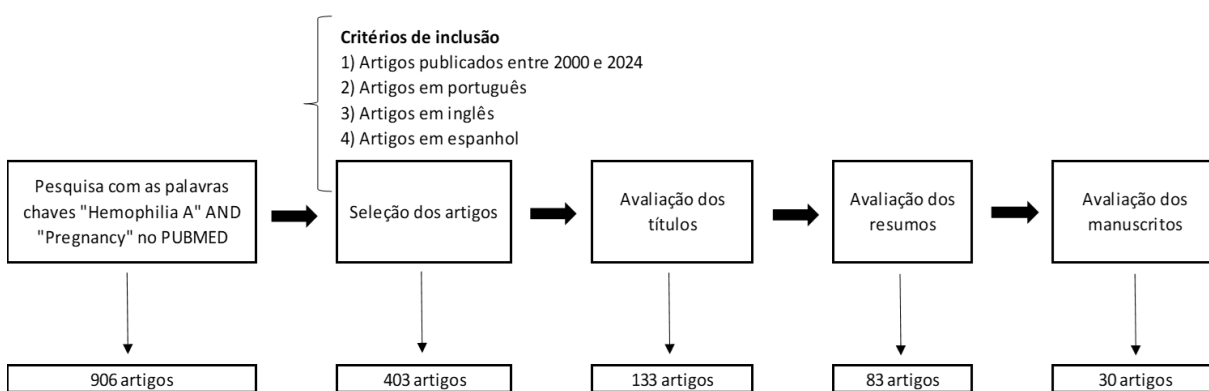 Critérios de inclusão
1) Artigos publicados entre 2000 e 2024
2) Artigos em português
3) Artigos em inglês
4) Artigos em espanhol
Pesquisa com as palavras
chaves "Hemophilia A" AND
"Pregnancy" no PUBMED
Seleção dos artigos
Avaliação dos
títulos
Avaliação dos
resumos
Avaliação dos
manuscritos
906 artigos
403 artigos
133 artigos
83 artigos
30 artigos